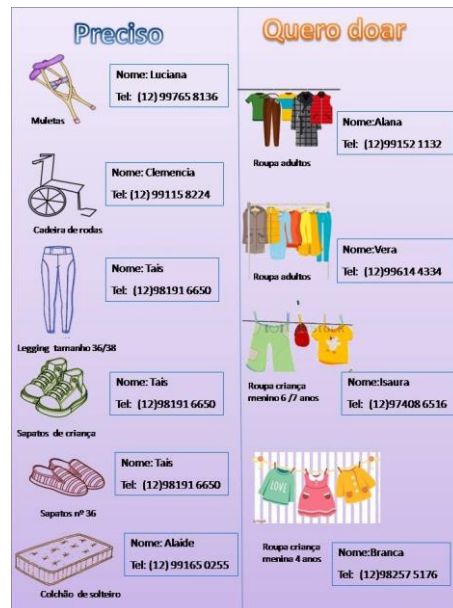 Preciso
Nome: Luciana
Tel: (12) 99765 8136
Muletas
Nome: Clemencia
Tel: (12) 99115 8224
Cadeira de rodas
Nome: Tais
Tel: (12)98191 6650
Legging tamanho 36/38
Nome: Tais
Tel: (12)98191 6650
Sapatos de criança
Nome: Tais
Tel: (12)98191 6650
Sapatos nº 36
Nome: Alaide
Tel: (12) 99165 0255
Colchão de solteiro
Quero doar
Nome:Alana
Tel: (12)99152 1132
Roupa adultos
Nome:Vera
Tel: (12)99614 4334
Roupa adultos
Nome:Isaura
Tel: (12)97408 6516
Roupa criança
menino 6 /7 anos
LOVE
Roupa criança
menina 4 anos
Nome:Branca
Tel: (12)98257 5176